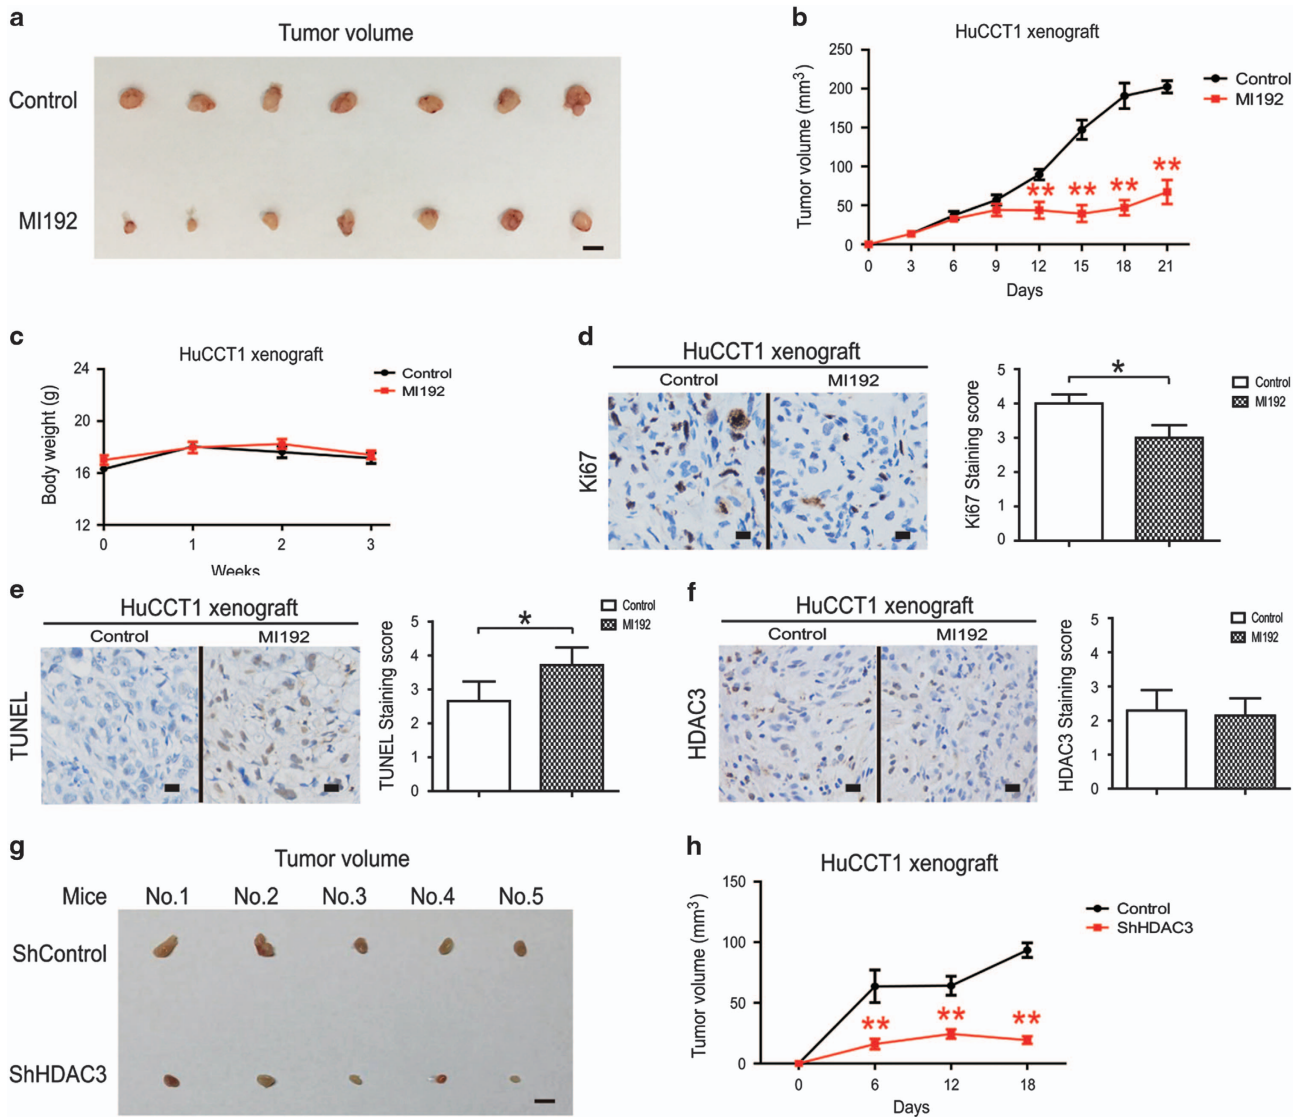 a
Tumor volume
Control
MI192
b
HuCCT1 xenograft
Tumor volume (mm³)
250
200
150
100
50
0
0 3 6 9 12 15 18 21
Days
Control
MI192
** ** ** **
c
HuCCT1 xenograft
Body weight (g)
24
20
16
12
0 1 2 3
Weeks
Control
MI192
d
HuCCT1 xenograft
Control MI192
Ki67
Ki67 Staining score
5
4
3
2
1
0
*
Control
MI192
e
HuCCT1 xenograft
Control MI192
TUNEL
TUNEL Staining score
5
4
3
2
1
0
*
Control
MI192
f
HuCCT1 xenograft
Control MI192
HDAC3
HDAC3 Staining score
5
4
3
2
1
0
Control
MI192
g
Tumor volume
Mice No.1 No.2 No.3 No.4 No.5
ShControl
ShHDAC3
h
HuCCT1 xenograft
Tumor volume (mm³)
150
100
50
0
0 6 12 18
Days
Control
ShHDAC3
** ** **